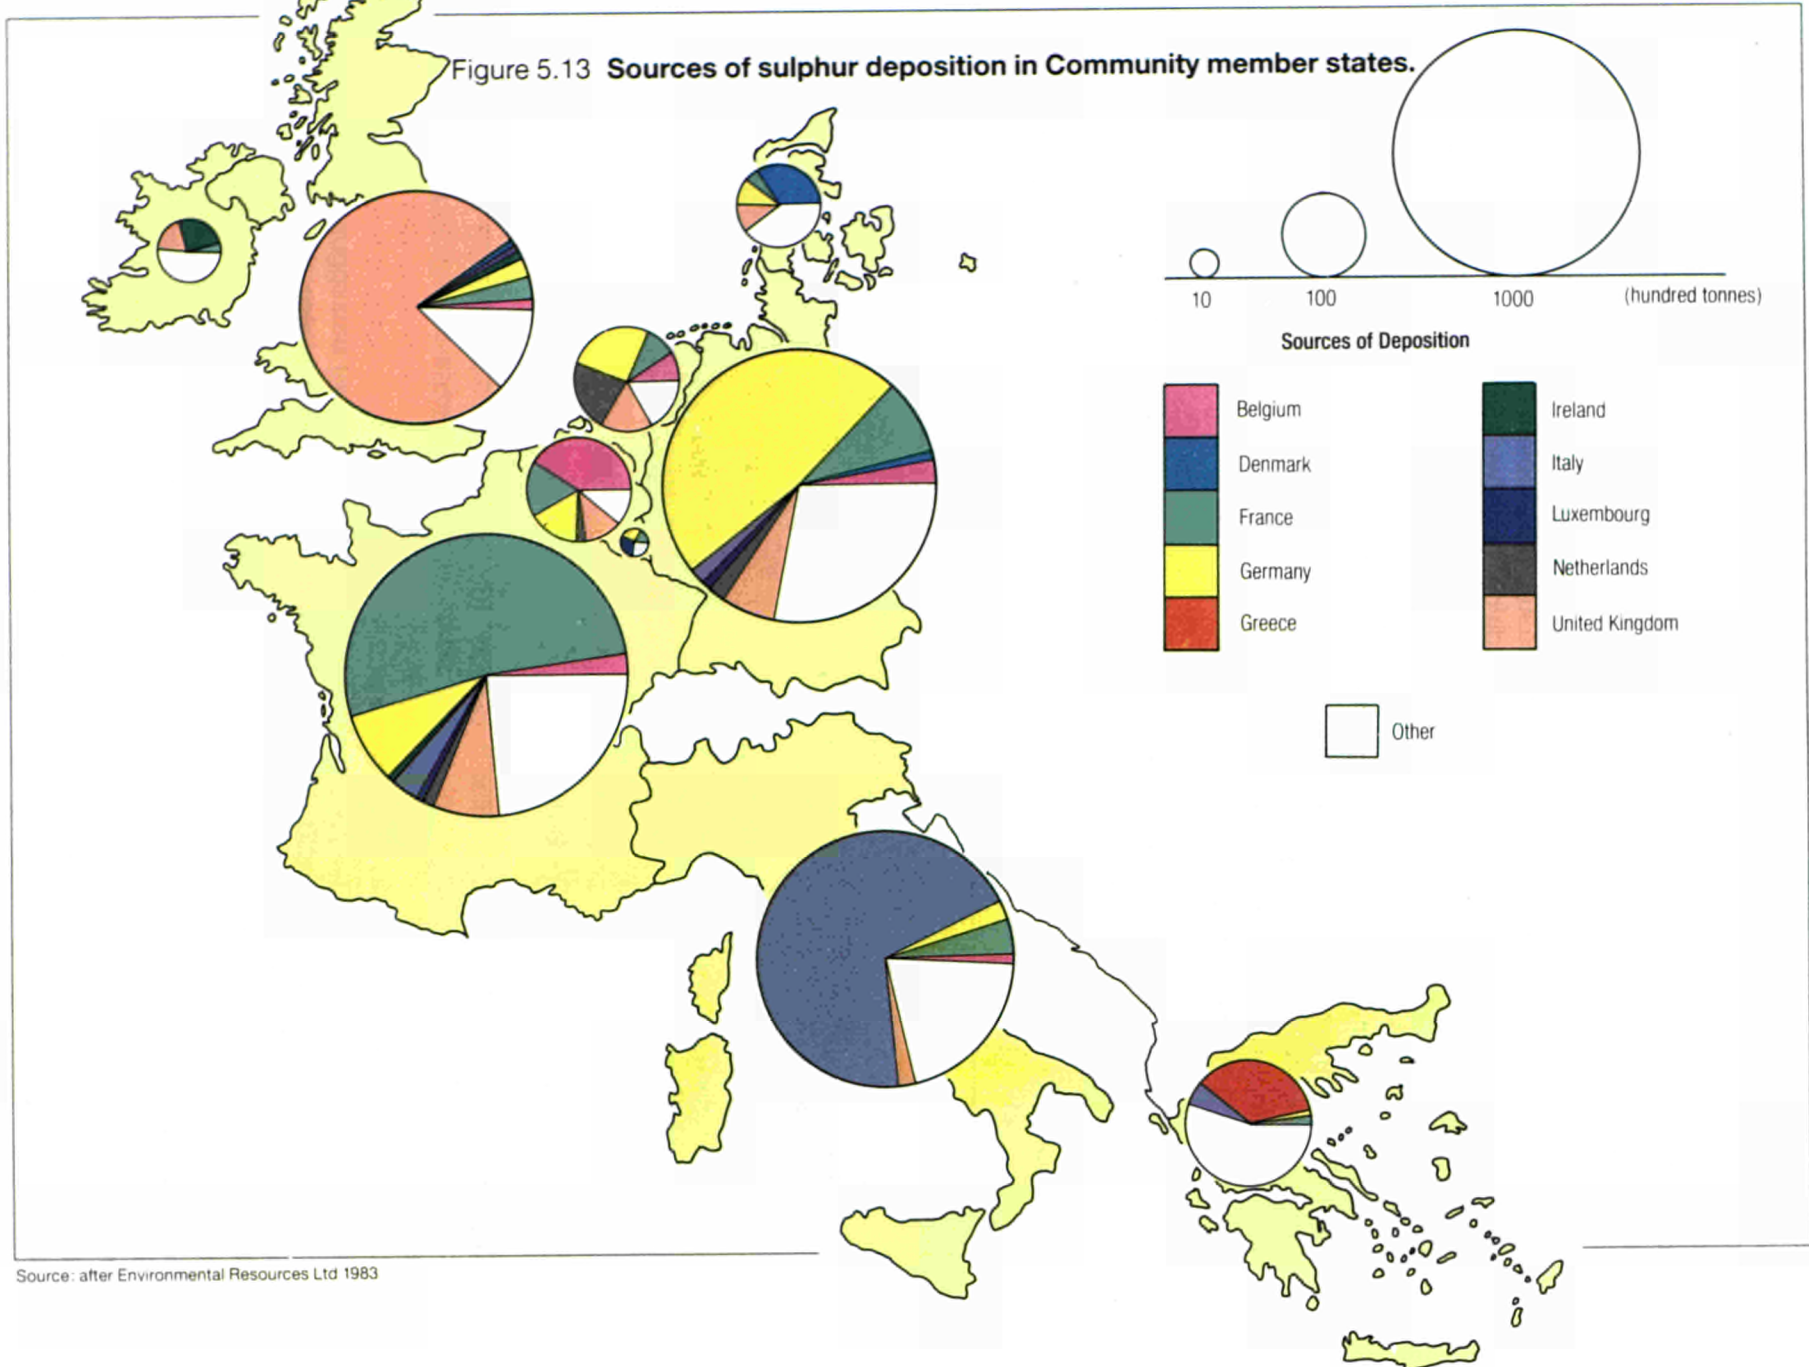 Figure 5.13 Sources of sulphur deposition in Community member states.
10 100 1000 (hundred tonnes)
Sources of Deposition
Belgium
Denmark
France
Germany
Greece
Ireland
Italy
Luxembourg
Netherlands
United Kingdom
Other
Source: after Environmental Resources Ltd 1983